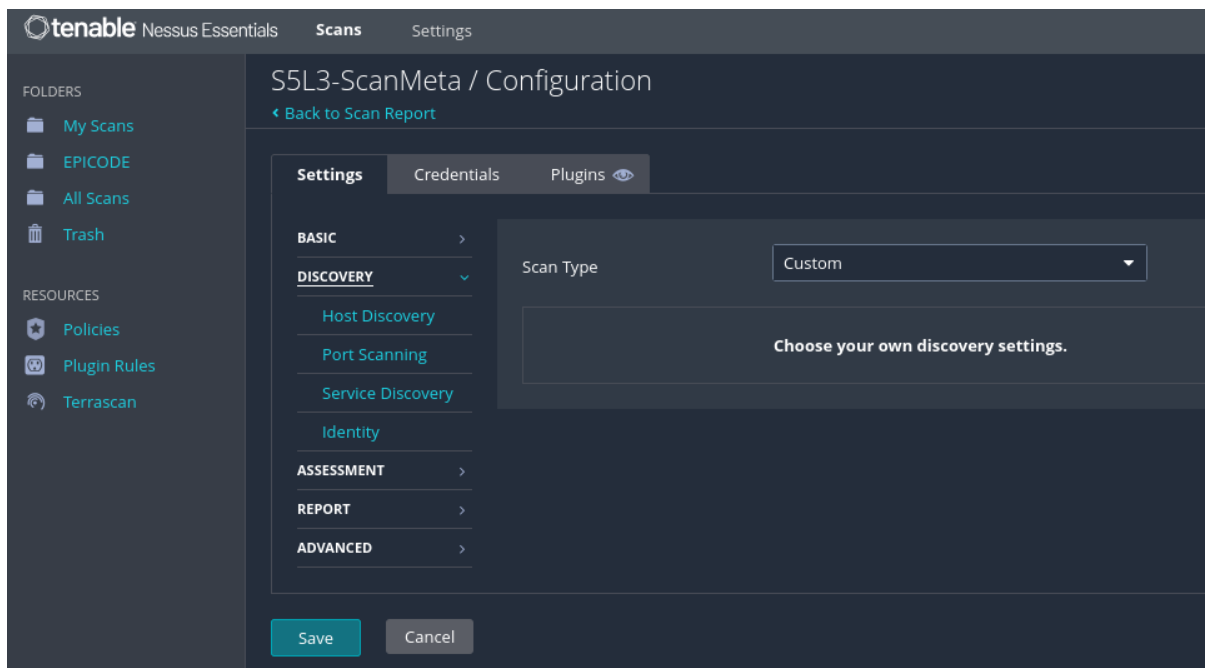 tenable Nessus Essentials Scans Settings
FOLDERS
My Scans
EPICODE
All Scans
Trash
RESOURCES
Policies
Plugin Rules
Terrascan
S5L3-ScanMeta / Configuration
Back to Scan Report
Settings Credentials Plugins
BASIC
DISCOVERY
Host Discovery
Port Scanning
Service Discovery
Identity
ASSESSMENT
REPORT
ADVANCED
Scan Type Custom
Choose your own discovery settings.
Save Cancel